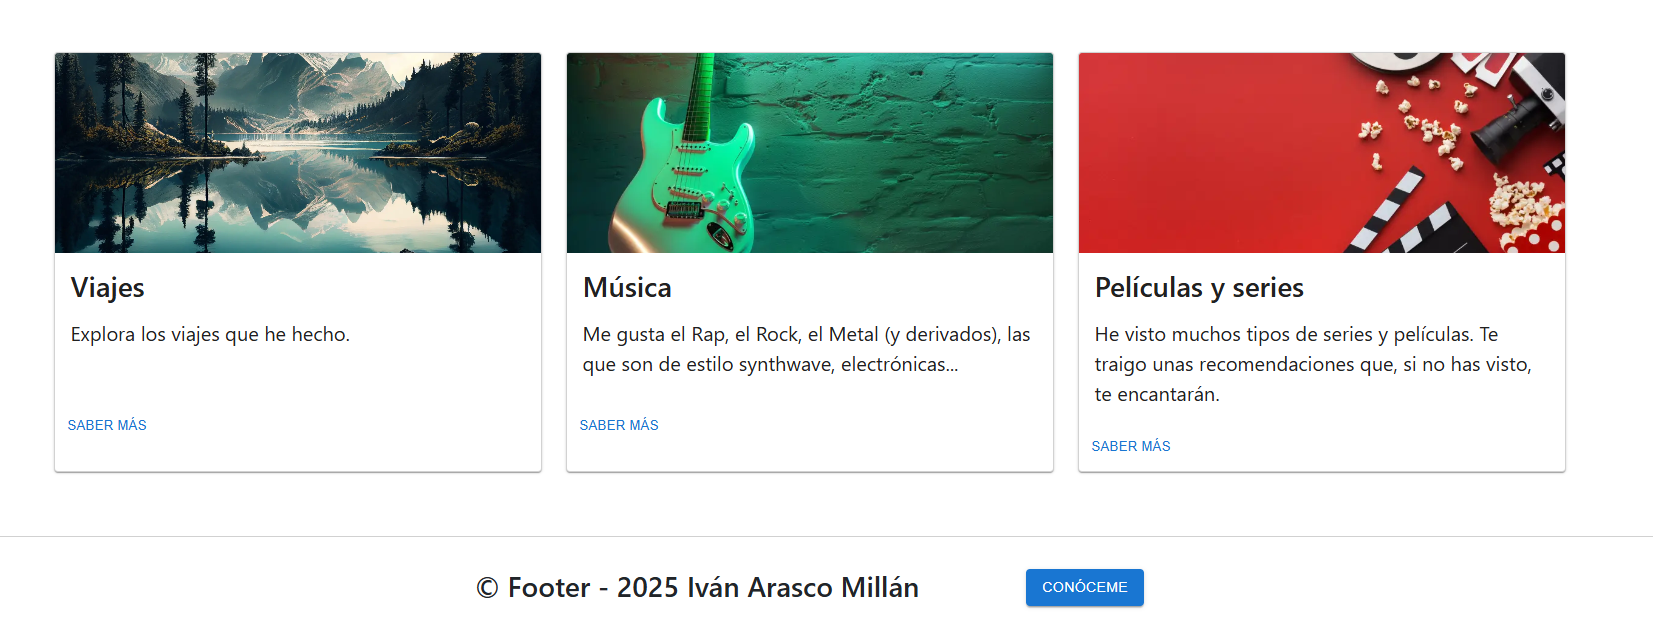 Viajes
Explora los viajes que he hecho.
SABER MÁS
Música
Me gusta el Rap, el Rock, el Metal (y derivados), las
que son de estilo synthwave, electrónicas...
SABER MÁS
Películas y series
He visto muchos tipos de series y películas. Te
traigo unas recomendaciones que, si no has visto,
te encantarán.
SABER MÁS
© Footer - 2025 Iván Arasco Millán
CONÓCEME